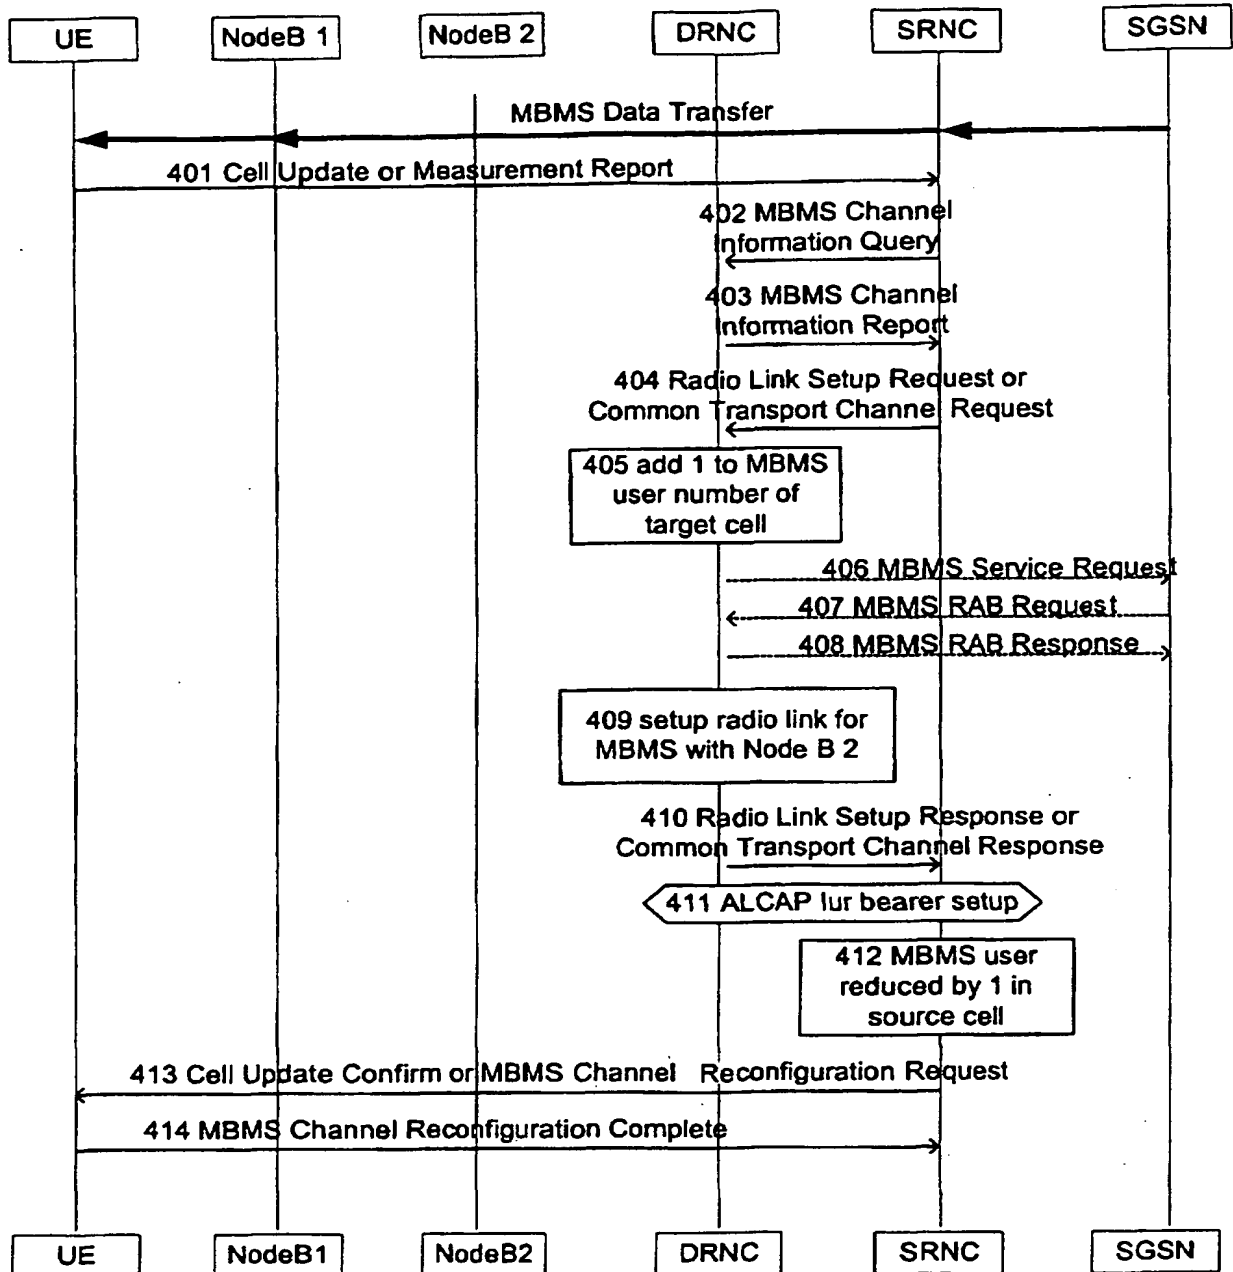 UE
NodeB 1
NodeB 2
DRNC
SRNC
SGSN
MBMS Data Transfer
401 Cell Update or Measurement Report
402 MBMS Channel
Information Query
403 MBMS Channel
Information Report
404 Radio Link Setup Request or
Common Transport Channel Request
405 add 1 to MBMS
user number of
target cell
406 MBMS Service Request
407 MBMS RAB Request
408 MBMS RAB Response
409 setup radio link for
MBMS with Node B 2
410 Radio Link Setup Response or
Common Transport Channel Response
411 ALCAP Iur bearer setup
412 MBMS user
reduced by 1 in
source cell
413 Cell Update Confirm or MBMS Channel Reconfiguration Request
414 MBMS Channel Reconfiguration Complete
UE
NodeB1
NodeB2
DRNC
SRNC
SGSN